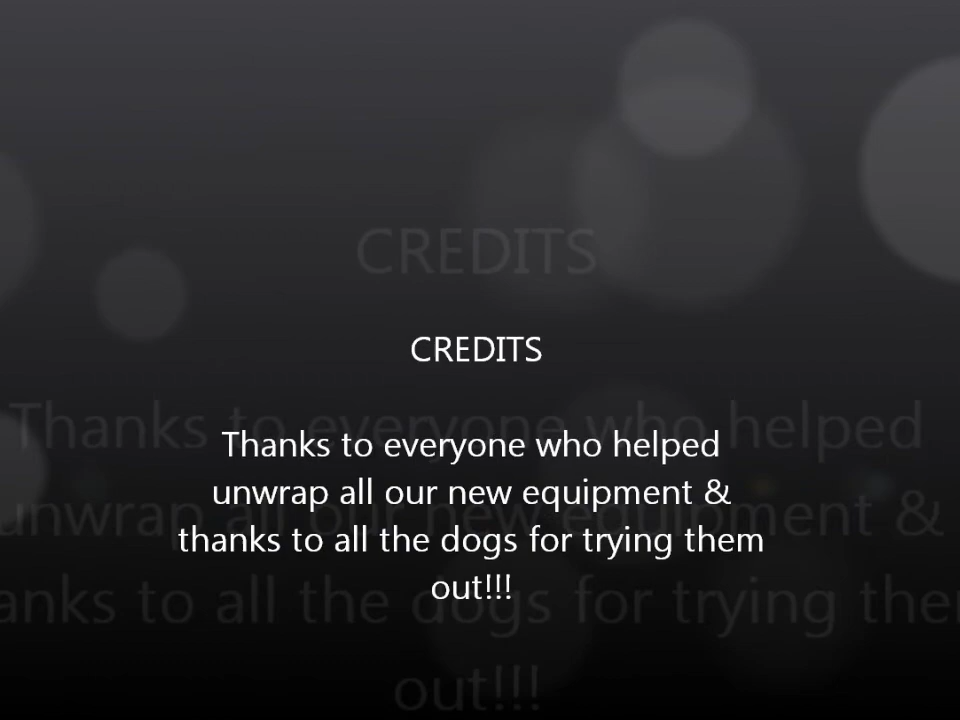 CREDITS
CREDITS
Thanks to everyone who helped
unwrap all our new equipment &
thanks to all the dogs for trying them
out!!!